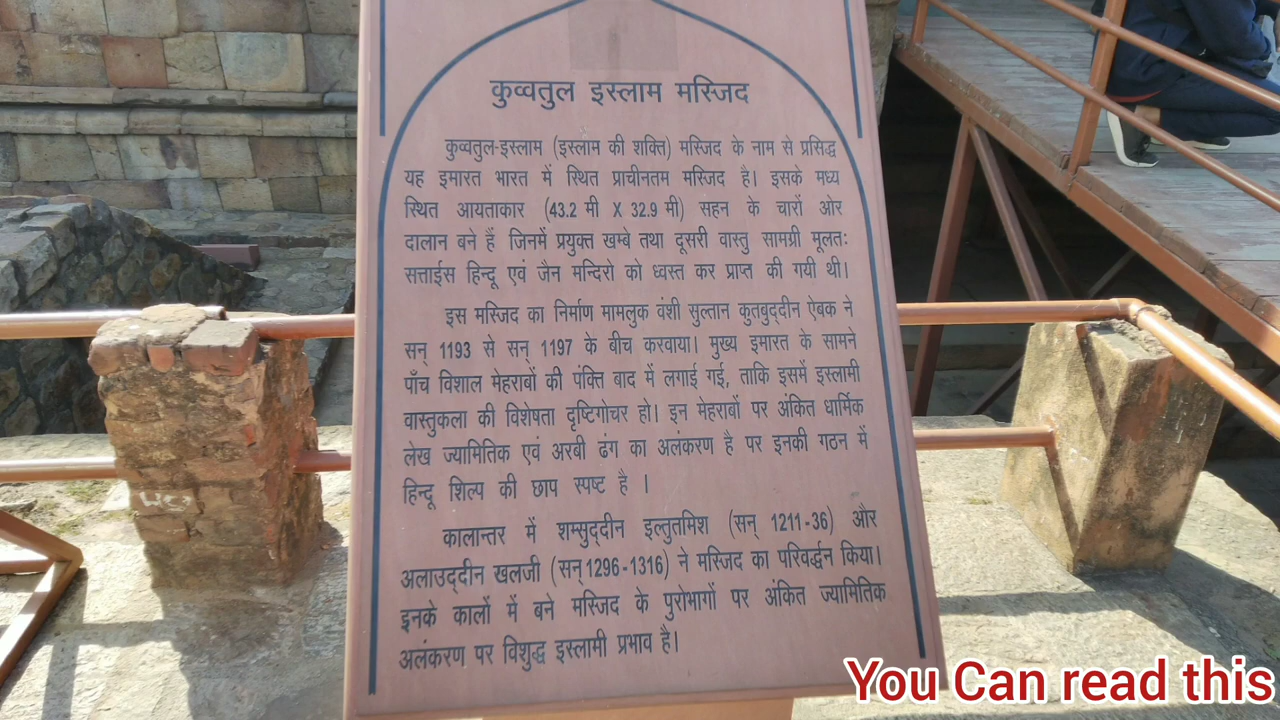 कुव्वतुल इस्लाम मस्जिद
कुव्वतुल-इस्लाम (इस्लाम की शक्ति) मस्जिद के नाम से प्रसिद्ध
यह इमारत भारत में स्थित प्राचीनतम मस्जिद है। इसके मध्य
स्थित आयताकार (43.2 मी X 32.9 मी) सहन के चारों ओर
दालान बने हैं जिनमें प्रयुक्त खम्बे तथा दूसरी वास्तु सामग्री मूलतः
सत्ताईस हिन्दू एवं जैन मन्दिरो को ध्वस्त कर प्राप्त की गयी थी।
इस मस्जिद का निर्माण मामलुक वंशी सुल्तान कुतबुद्दीन ऐबक ने
सन् 1193 से सन् 1197 के बीच करवाया। मुख्य इमारत के सामने
पाँच विशाल मेहराबों की पंक्ति बाद में लगाई गई, ताकि इसमें इस्लामी
वास्तुकला की विशेषता दृष्टिगोचर हो। इन मेहराबों पर अंकित धार्मिक
लेख ज्यामितिक एवं अरबी ढंग का अलंकरण है पर इनकी गठन में
हिन्दू शिल्प की छाप स्पष्ट है ।
कालान्तर में शम्सुद्दीन इल्तुतमिश (सन् 1211-36) और
अलाउद्दीन खलजी (सन् 1296-1316) ने मस्जिद का परिवर्द्धन किया।
इनके कालों में बने मस्जिद के पुरोभागों पर अंकित ज्यामितिक
अलंकरण पर विशुद्ध इस्लामी प्रभाव है।
You Can read this